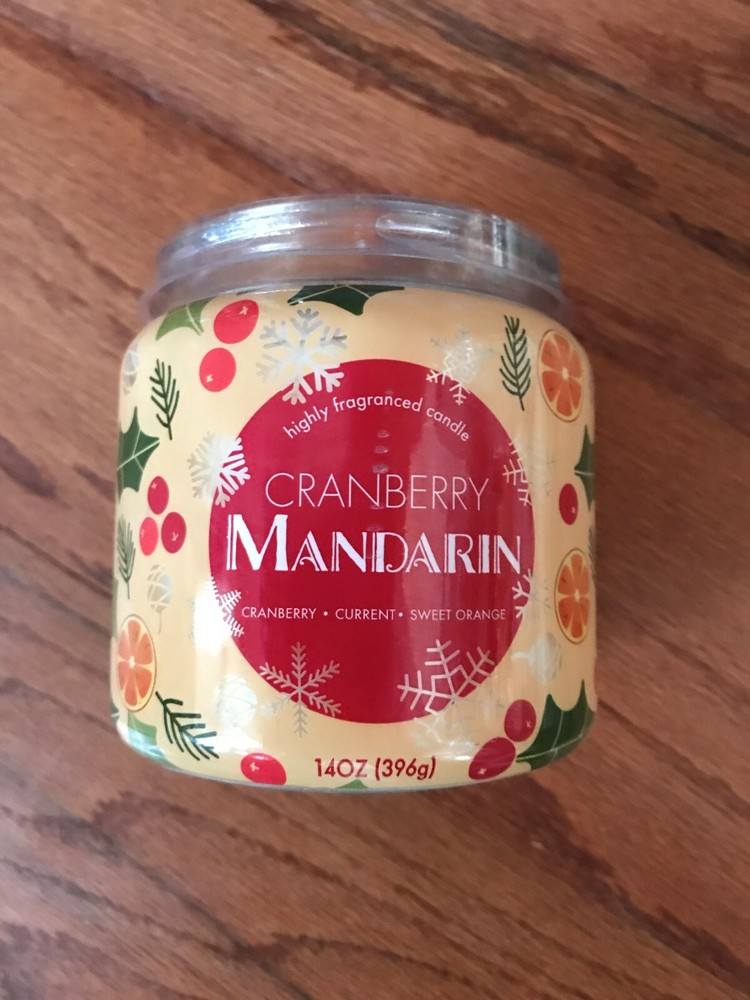 highly fragranced candle
CRANBERRY
MANDARIN
CRANBERRY • CURRENT • SWEET ORANGE
14OZ (396g)